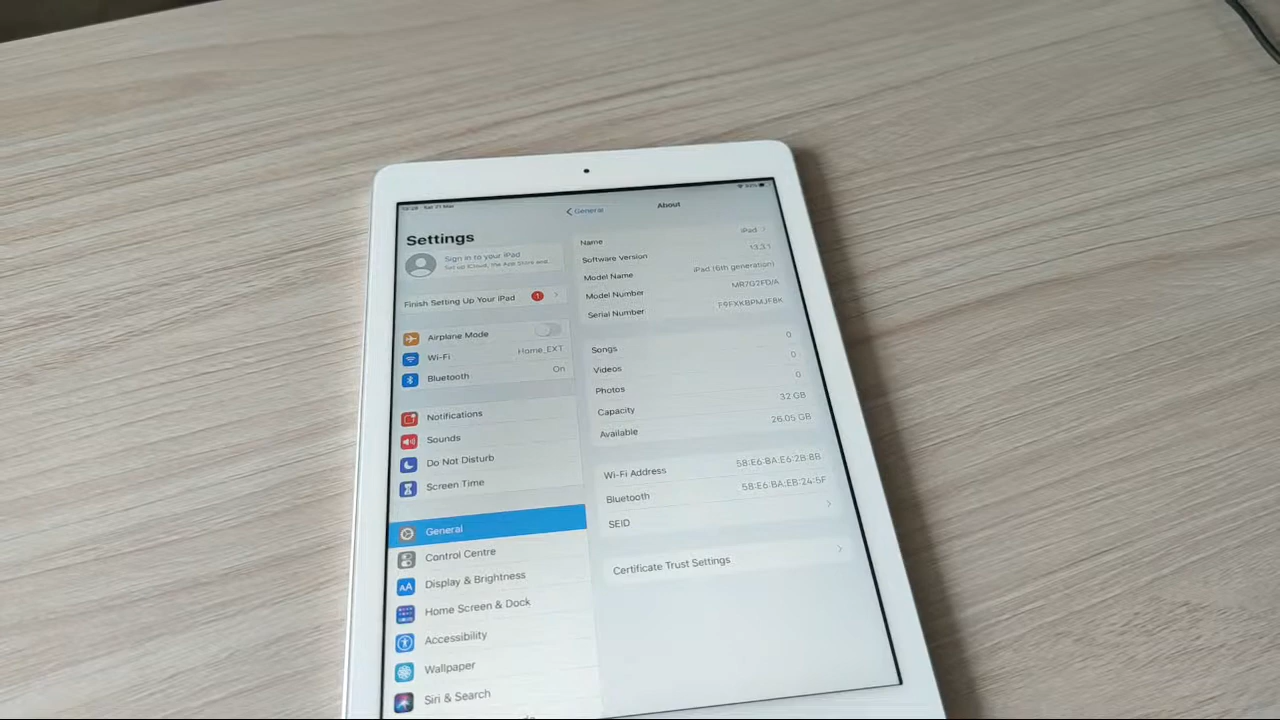 Sat 21 Mar
Settings
Sign in to your iPad
Set up iCloud, the App Store and...
Finish Setting Up Your iPad 1
Airplane Mode
Wi-Fi Home_EXT
Bluetooth On
Notifications
Sounds
Do Not Disturb
Screen Time
General
Control Centre
Display & Brightness
Home Screen & Dock
Accessibility
Wallpaper
Siri & Search
General
About
Name iPad
Software Version 13.3.1
Model Name iPad (6th generation)
Model Number MR7G2FD/A
Serial Number F9FXKBPMJF8K
Songs 0
Videos 0
Photos 0
Capacity 32 GB
Available 26.05 GB
Wi-Fi Address 58:E6:BA:E6:2B:8B
Bluetooth 58:E6:BA:EB:24:5F
SEID
Certificate Trust Settings